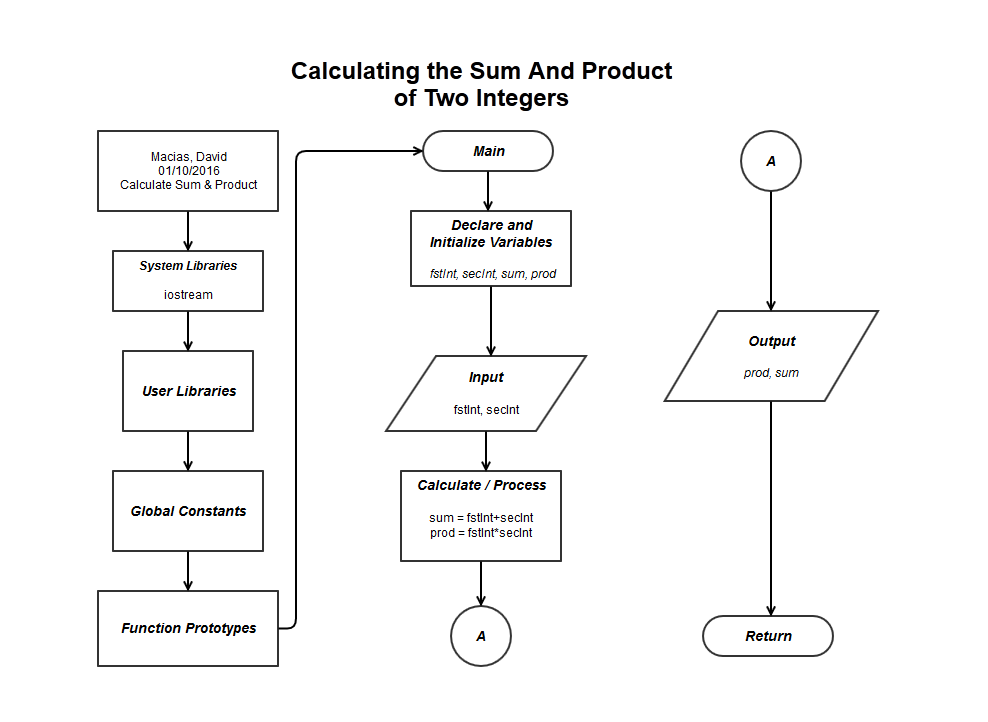 Calculating the Sum And Product
of Two Integers
Macias, David
01/10/2016
Calculate Sum & Product
System Libraries
iostream
User Libraries
Global Constants
Function Prototypes
Main
Declare and
Initialize Variables
fstInt, secInt, sum, prod
Input
fstInt, secInt
Calculate / Process
sum = fstInt+secInt
prod = fstInt*secInt
A
A
Output
prod, sum
Return